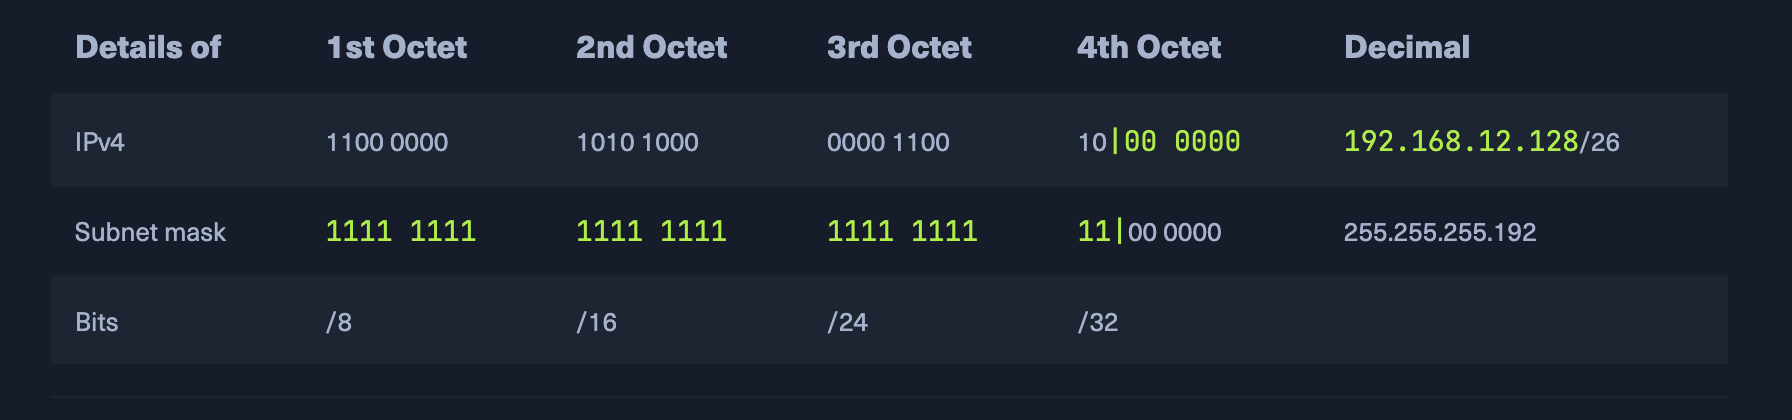 Details of 1st Octet 2nd Octet 3rd Octet 4th Octet Decimal
IPv4 1100 0000 1010 1000 0000 1100 10|00 0000 192.168.12.128/26
Subnet mask 1111 1111 1111 1111 1111 1111 11|00 0000 255.255.255.192
Bits /8 /16 /24 /32